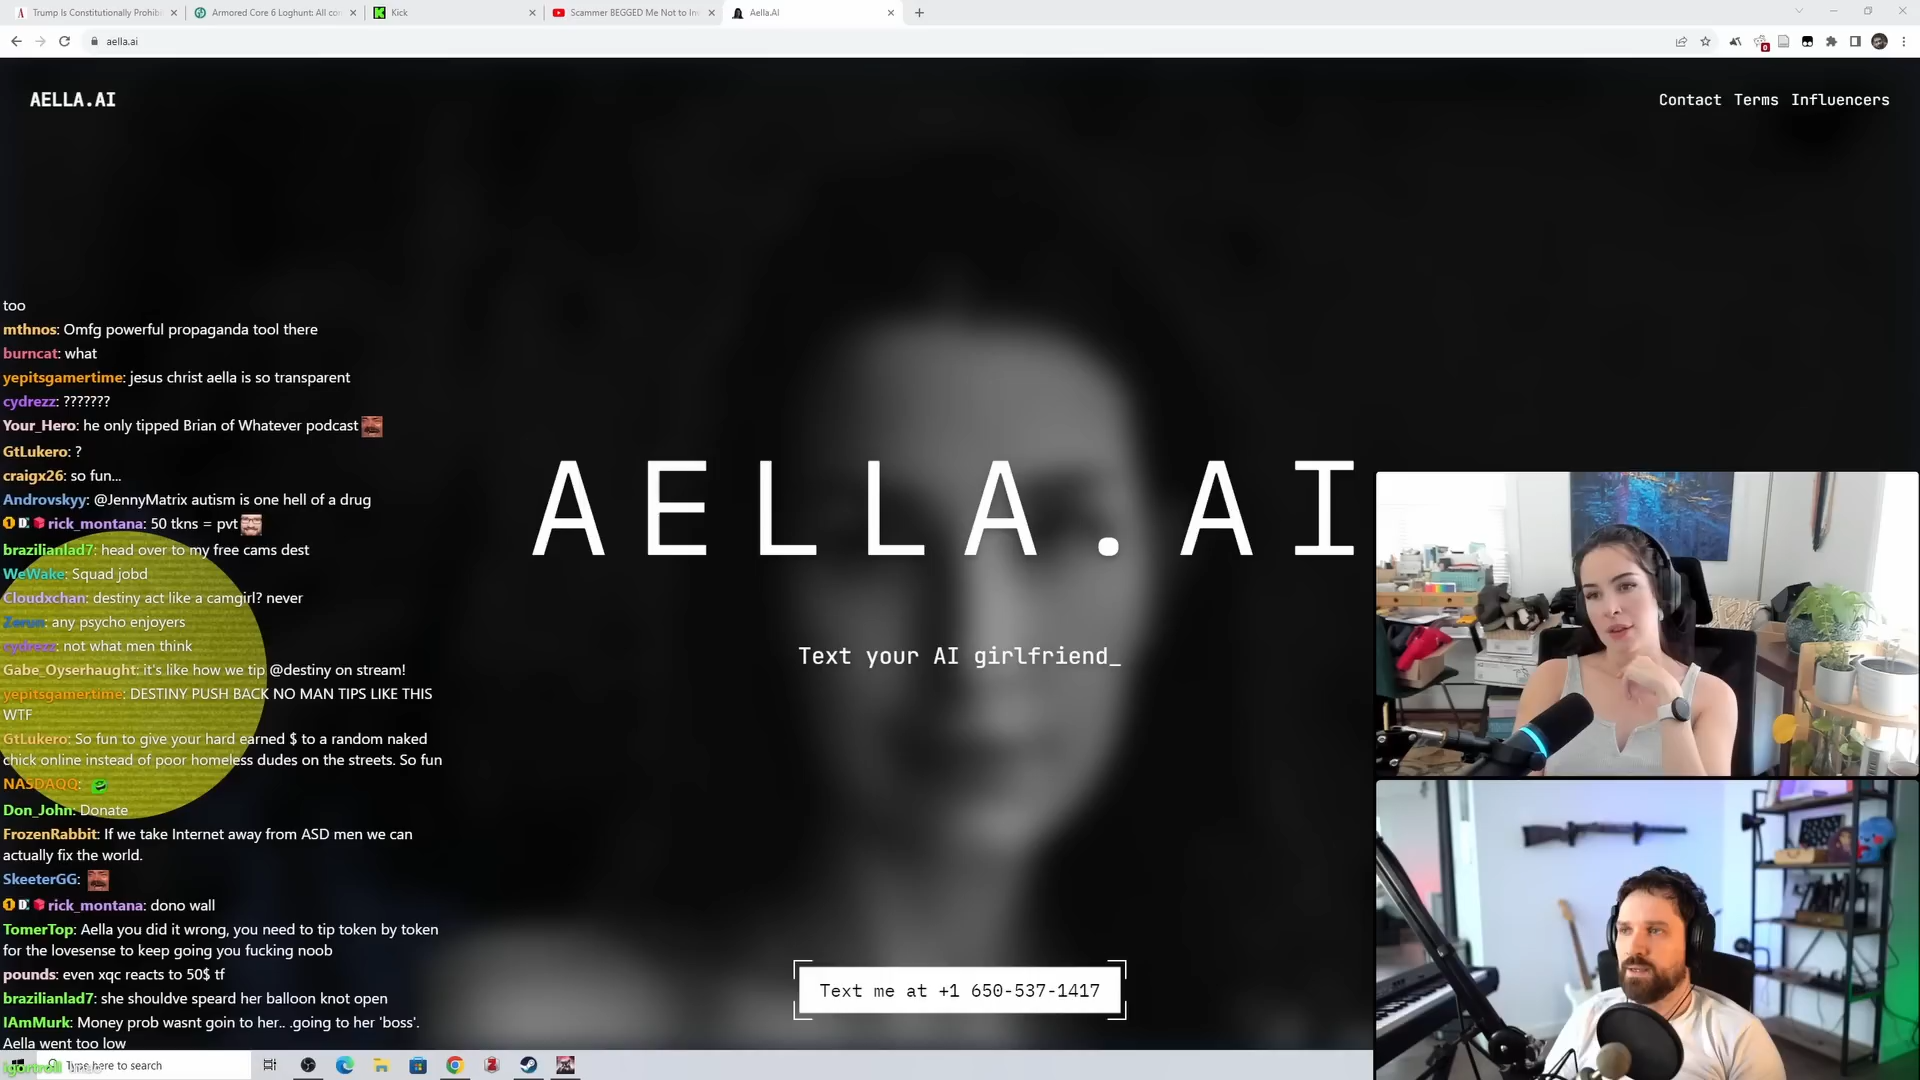 Trump Is Constitutionally Prohib
Armored Core 6 Loghunt: All co
Kick
Scammer BEGGED Me Not to In
Aella.AI
aella.ai
AELLA.AI
Contact Terms Influencers
AELLA.AI
Text your AI girlfriend_
Text me at +1 650-537-1417
too
mthnos: Omfg powerful propaganda tool there
burncat: what
yepitsgamertime: jesus christ aella is so transparent
cydrezz: ???????
Your_Hero: he only tipped Brian of Whatever podcast
GtLukero: ?
craigx26: so fun...
Androvskyy: @JennyMatrix autism is one hell of a drug
rick_montana: 50 tkns = pvt
brazilianlad7: head over to my free cams dest
WeWake: Squad jobd
Cloudxchan: destiny act like a camgirl? never
Zerun: any psycho enjoyers
cydrezz: not what men think
Gabe_Oyserhaught: it's like how we tip @destiny on stream!
yepitsgamertime: DESTINY PUSH BACK NO MAN TIPS LIKE THIS
WTF
GtLukero: So fun to give your hard earned $ to a random naked
chick online instead of poor homeless dudes on the streets. So fun
NASDAQQ:
Don_John: Donate
FrozenRabbit: If we take Internet away from ASD men we can
actually fix the world.
SkeeterGG:
rick_montana: dono wall
TomerTop: Aella you did it wrong, you need to tip token by token
for the lovesense to keep going you fucking noob
pounds: even xqc reacts to 50$ tf
brazilianlad7: she shouldve speard her balloon knot open
IAmMurk: Money prob wasnt goin to her.. .going to her 'boss'.
Aella went too low
Type here to search